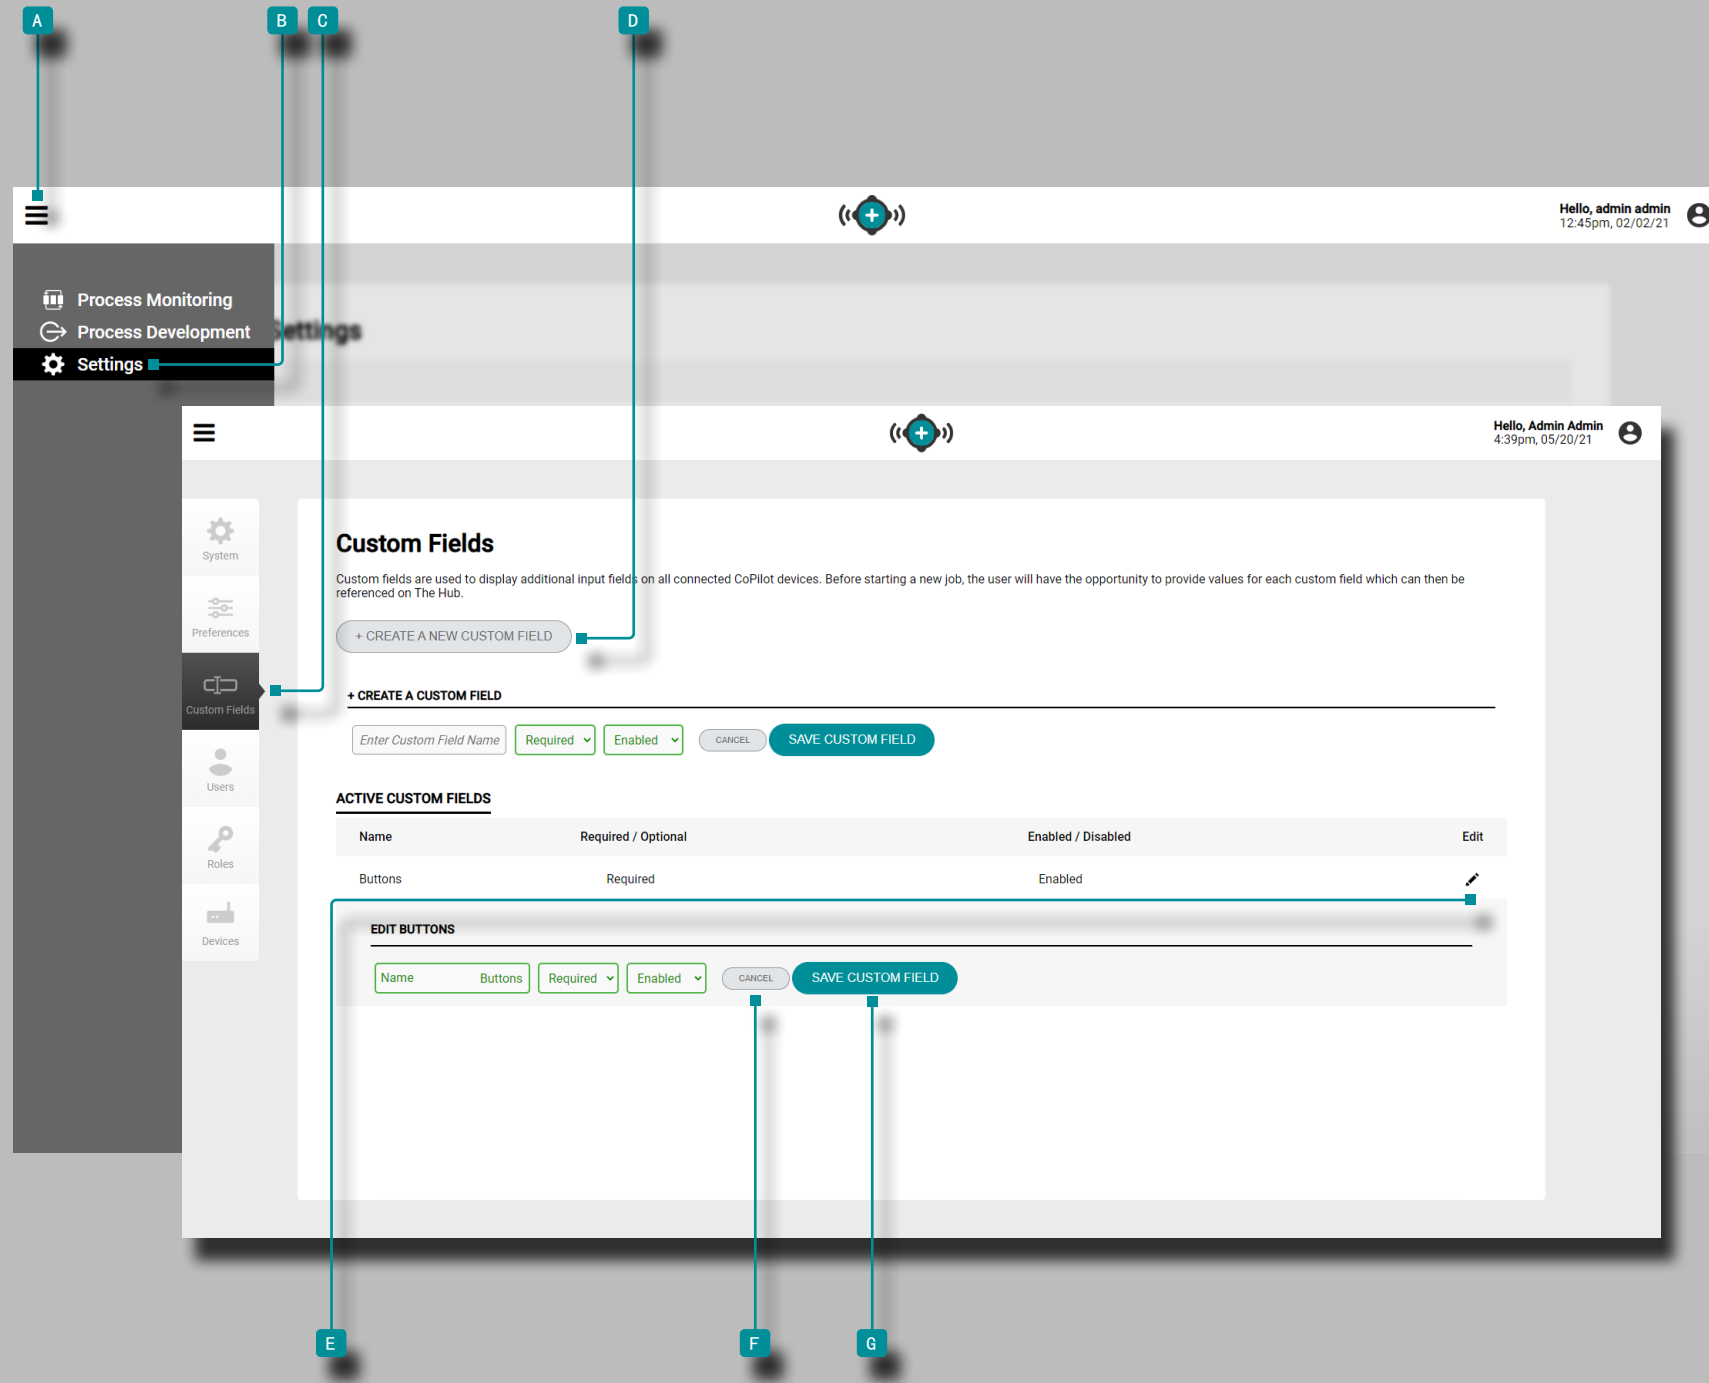 A
B
C
D
Hello, admin admin
12:45pm, 02/02/21
Process Monitoring
Process Development
Settings
Settings
Hello, Admin Admin
4:39pm, 05/20/21
System
Preferences
Custom Fields
Users
Roles
Devices
Custom Fields
Custom fields are used to display additional input fields on all connected CoPilot devices. Before starting a new job, the user will have the opportunity to provide values for each custom field which can then be
referenced on The Hub.
+ CREATE A NEW CUSTOM FIELD
+ CREATE A CUSTOM FIELD
Enter Custom Field Name Required Enabled CANCEL SAVE CUSTOM FIELD
ACTIVE CUSTOM FIELDS
Name Required / Optional Enabled / Disabled Edit
Buttons Required Enabled
EDIT BUTTONS
Name Buttons Required Enabled CANCEL SAVE CUSTOM FIELD
E
F
G